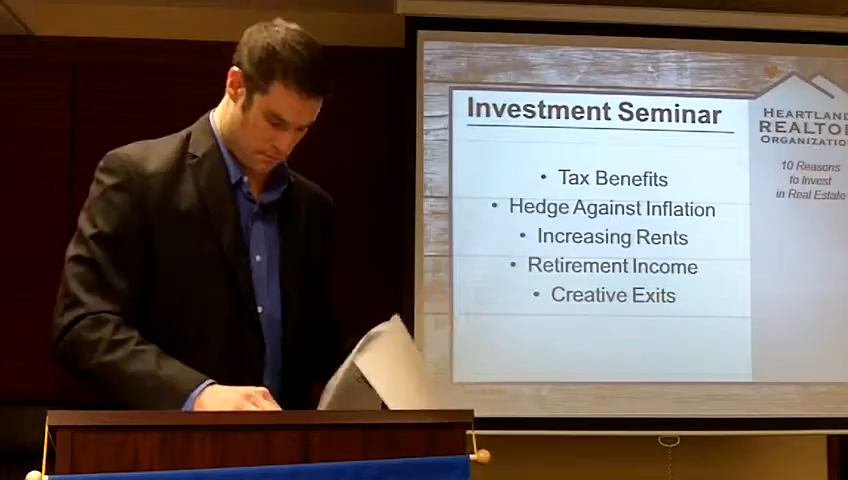 Investment Seminar
• Tax Benefits
• Hedge Against Inflation
• Increasing Rents
• Retirement Income
• Creative Exits
HEARTLAND
REALTOR
ORGANIZATIO
10 Reasons
to Invest
in Real Estate